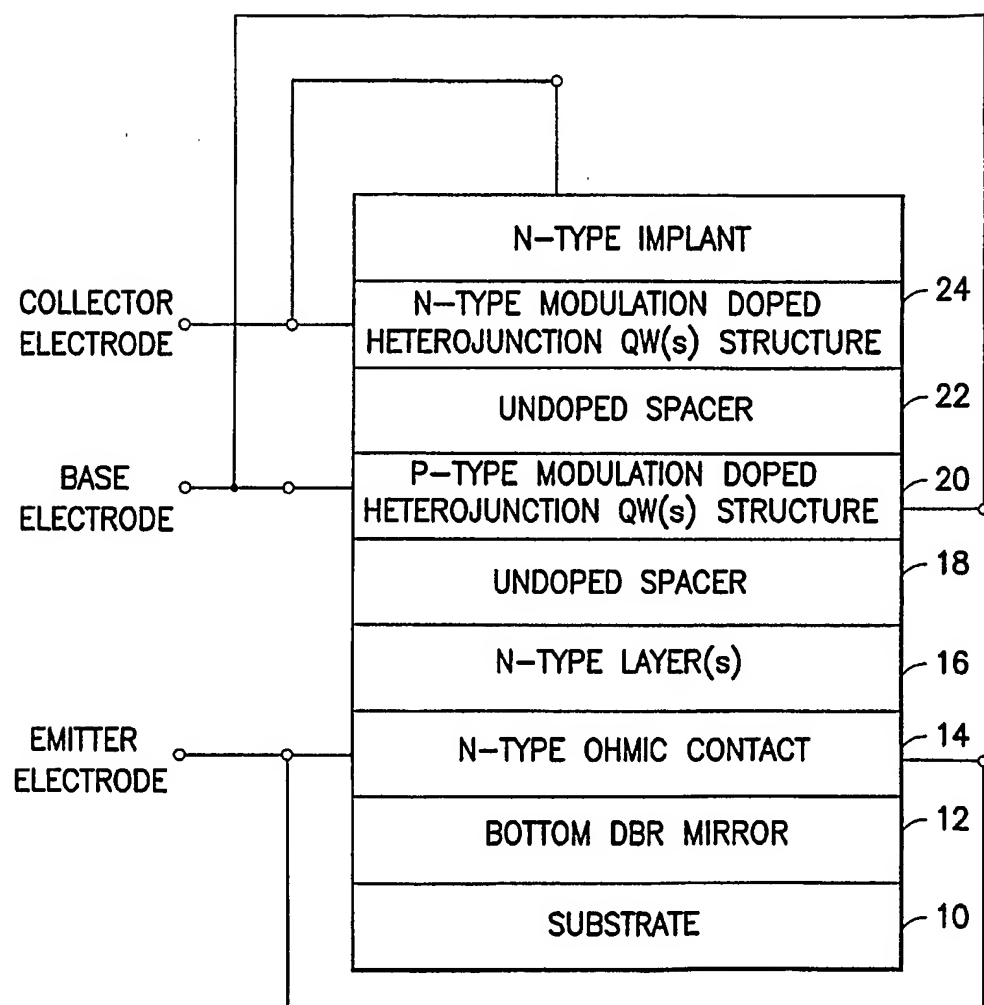 N-TYPE IMPLANT
24
COLLECTOR
ELECTRODE
N-TYPE MODULATION DOPED
HETEROJUNCTION QW(s) STRUCTURE
UNDOPED SPACER
22
BASE
ELECTRODE
P-TYPE MODULATION DOPED
HETEROJUNCTION QW(s) STRUCTURE
20
UNDOPED SPACER
18
N-TYPE LAYER(s)
16
EMITTER
ELECTRODE
N-TYPE OHMIC CONTACT
14
BOTTOM DBR MIRROR
12
SUBSTRATE
10